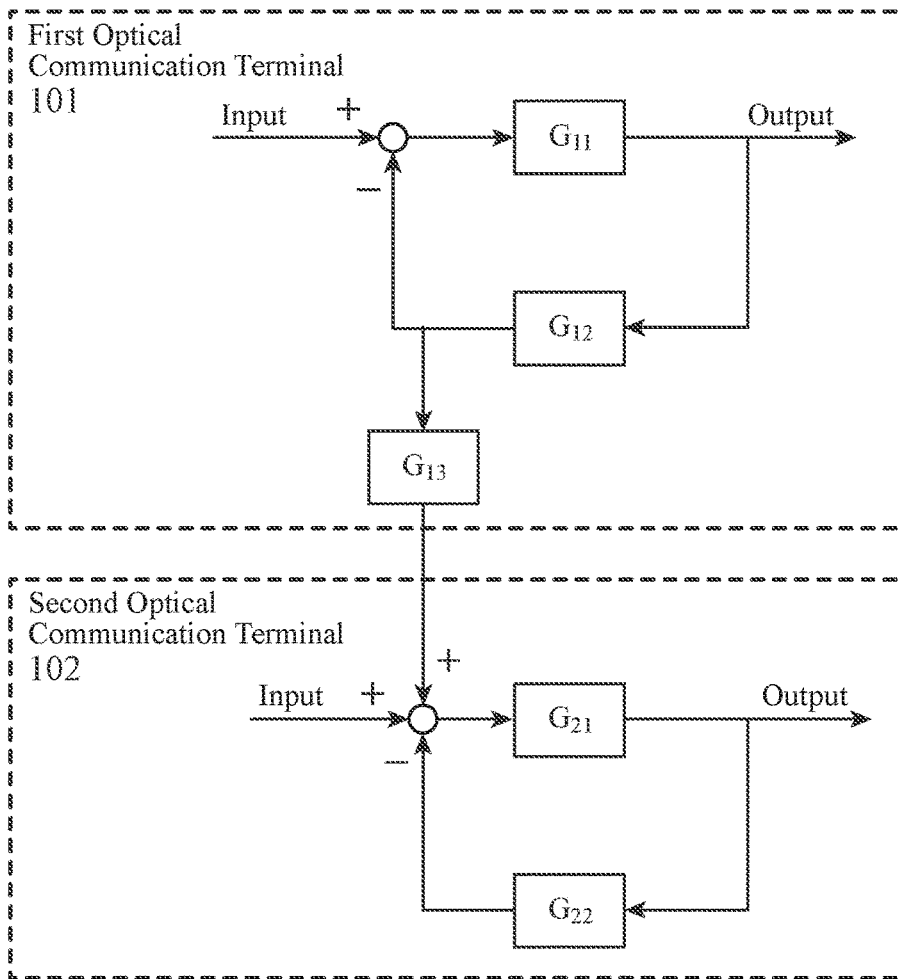 First Optical
Communication Terminal
101
Input
+
−
G₁₁
Output
G₁₂
G₁₃
Second Optical
Communication Terminal
102
Input
+
+
−
G₂₁
Output
G₂₂